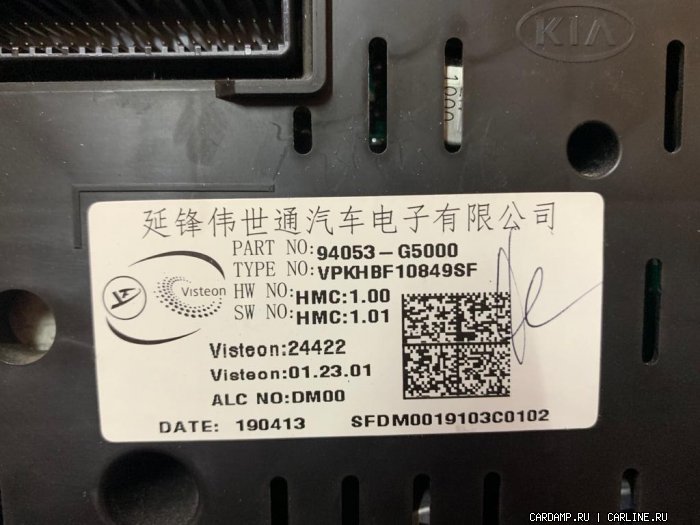 KIA
1000
延锋伟世通汽车电子有限公司
PART NO: 94053-G5000
TYPE NO: VPKHBF10849SF
HW NO: HMC:1.00
SW NO: HMC:1.01
Visteon
Visteon:24422
Visteon:01.23.01
ALC NO:DM00
DATE: 190413 SFDM0019103C0102
CARDAMP.RU | CARLINE.RU